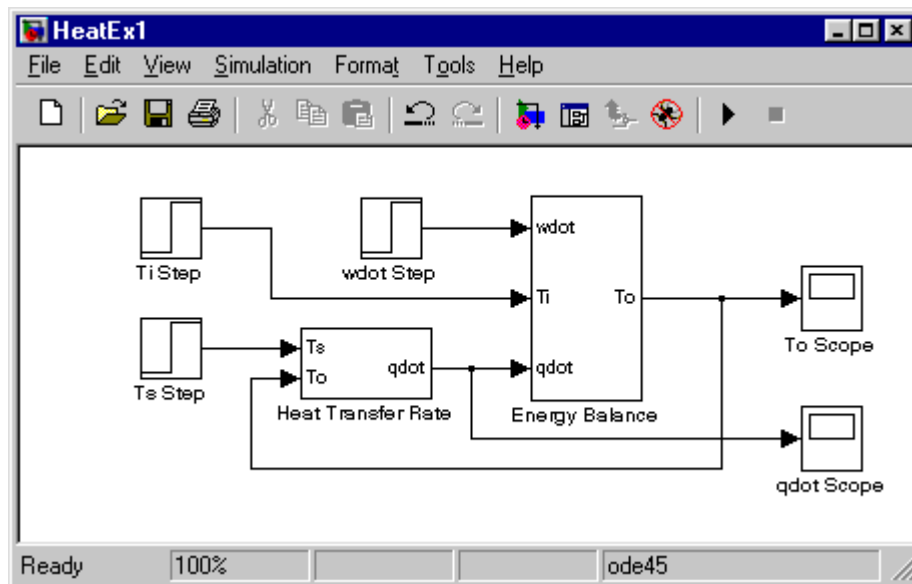 HeatEx1
File Edit View Simulation Format Tools Help
Ti Step
wdot Step
wdot
Ti
To
qdot
Energy Balance
To Scope
Ts Step
Ts
To
qdot
Heat Transfer Rate
qdot Scope
Ready 100% ode45